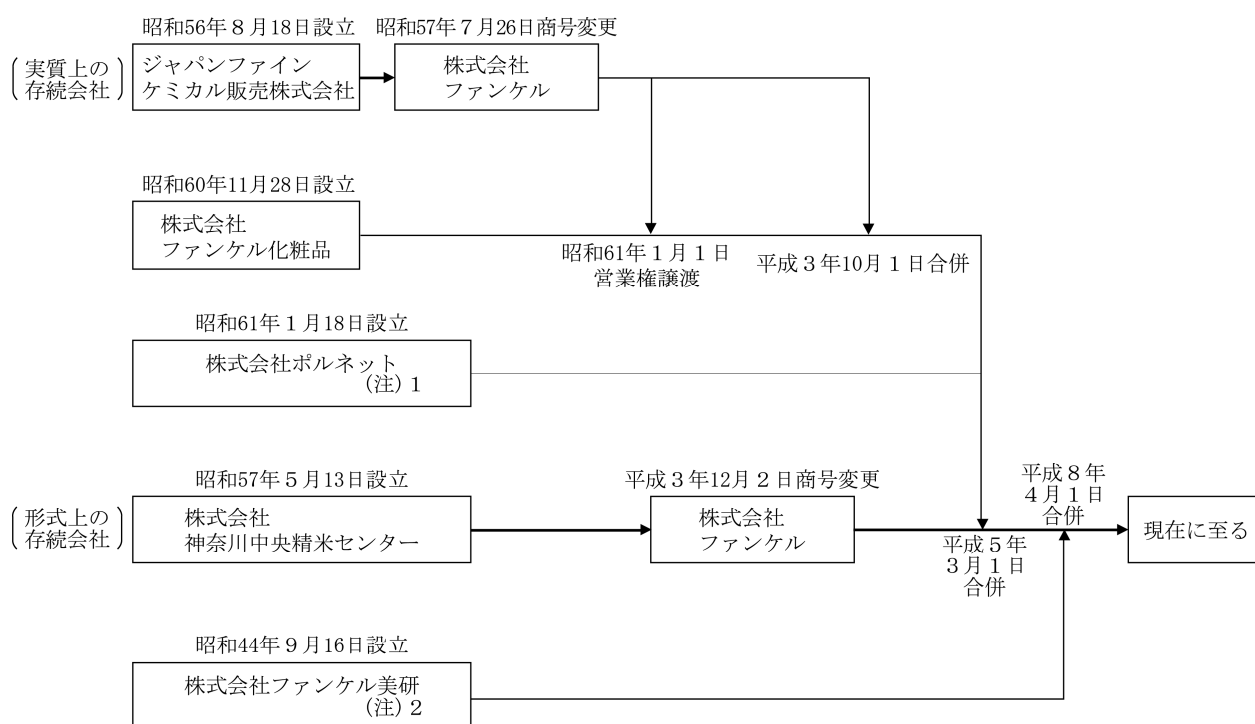 昭和56年８月18日設立
昭和57年７月26日商号変更
実質上の
存続会社
ジャパンファイン
ケミカル販売株式会社
株式会社
ファンケル
昭和60年11月28日設立
株式会社
ファンケル化粧品
昭和61年１月１日
営業権譲渡
平成３年10月１日合併
昭和61年１月18日設立
株式会社ポルネット
(注)１
昭和57年５月13日設立
平成３年12月２日商号変更
平成８年
４月１日
合併
形式上の
存続会社
株式会社
神奈川中央精米センター
株式会社
ファンケル
現在に至る
平成５年
３月１日
合併
昭和44年９月16日設立
株式会社ファンケル美研
(注)２